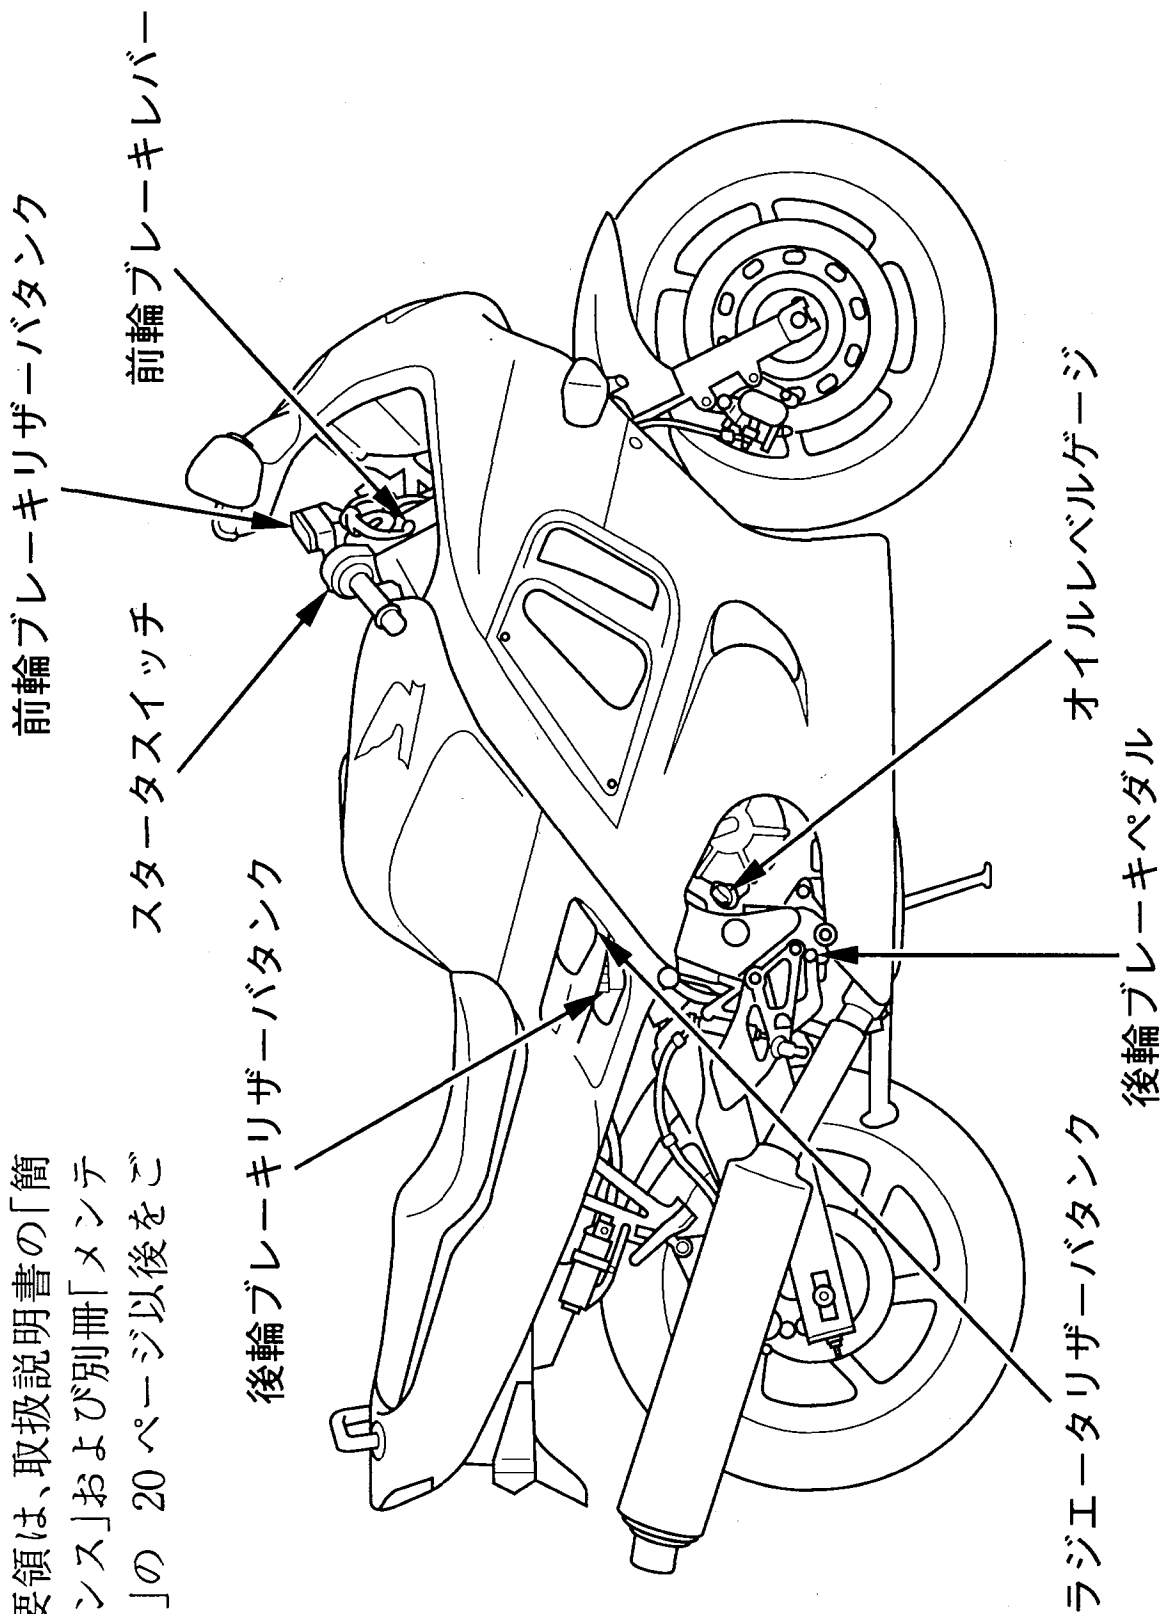 要領は、取扱説明書の「簡
ンス」および別冊「メンテ
」の 20 ページ以後をご
前輪ブレーキリザーバタンク
前輪ブレーキレバー
スタータスイッチ
後輪ブレーキリザーバタンク
オイルレベルゲージ
後輪ブレーキペダル
ラジエータリザーバタンク